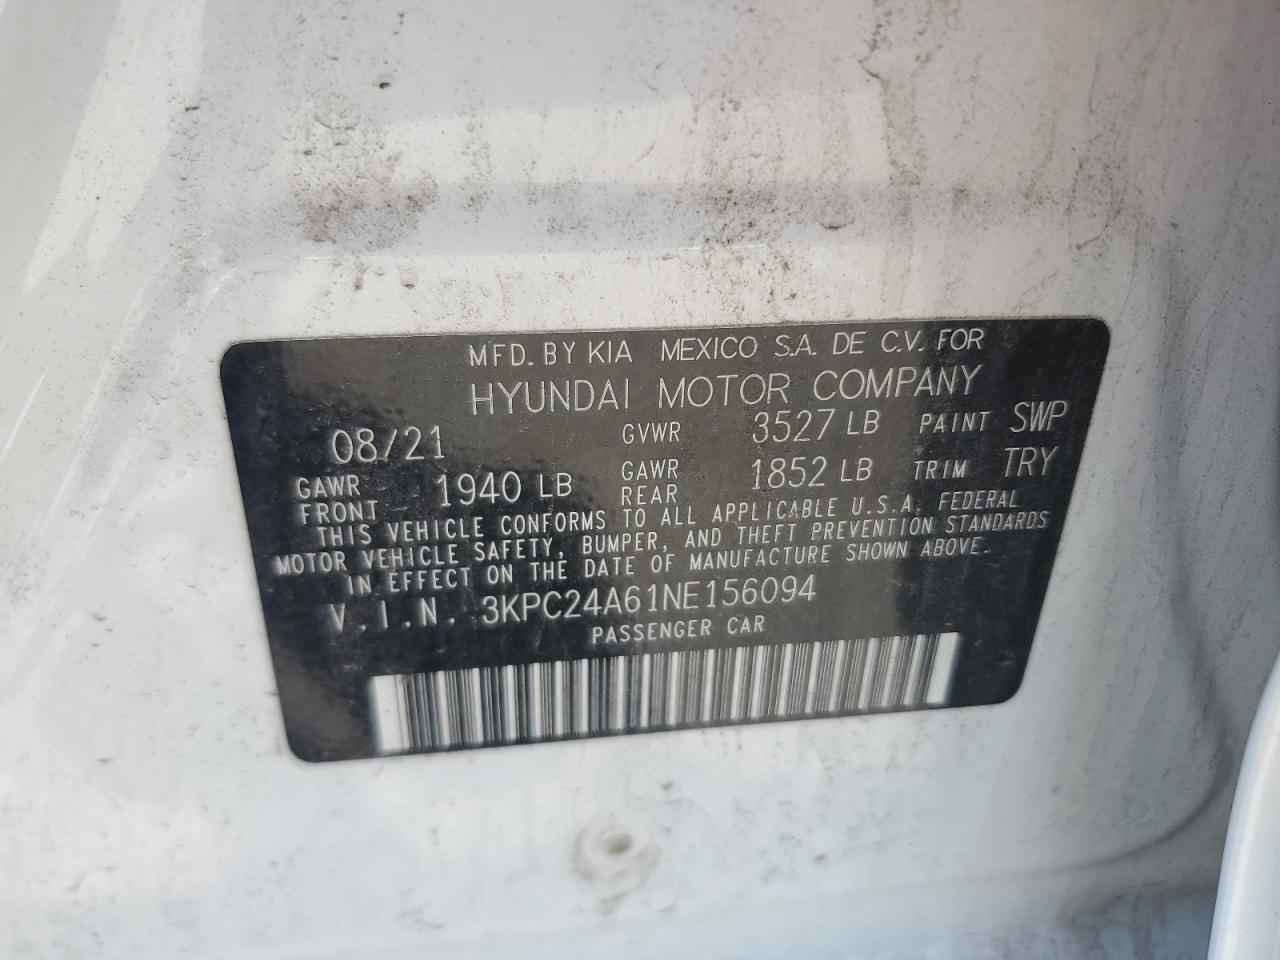 MFD. BY KIA MEXICO S.A. DE C.V. FOR
HYUNDAI MOTOR COMPANY
08/21 GVWR 3527 LB PAINT SWP
GAWR FRONT 1940 LB GAWR REAR 1852 LB TRIM TRY
THIS VEHICLE CONFORMS TO ALL APPLICABLE U.S.A. FEDERAL
MOTOR VEHICLE SAFETY, BUMPER, AND THEFT PREVENTION STANDARDS
IN EFFECT ON THE DATE OF MANUFACTURE SHOWN ABOVE.
V.I.N. 3KPC24A61NE156094
PASSENGER CAR